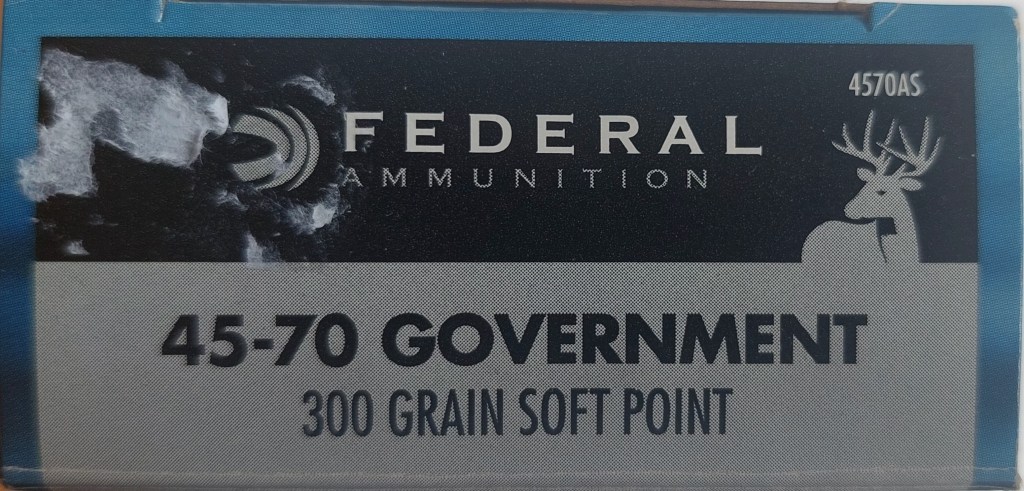 4570AS
FEDERAL
AMMUNITION
45-70 GOVERNMENT
300 GRAIN SOFT POINT